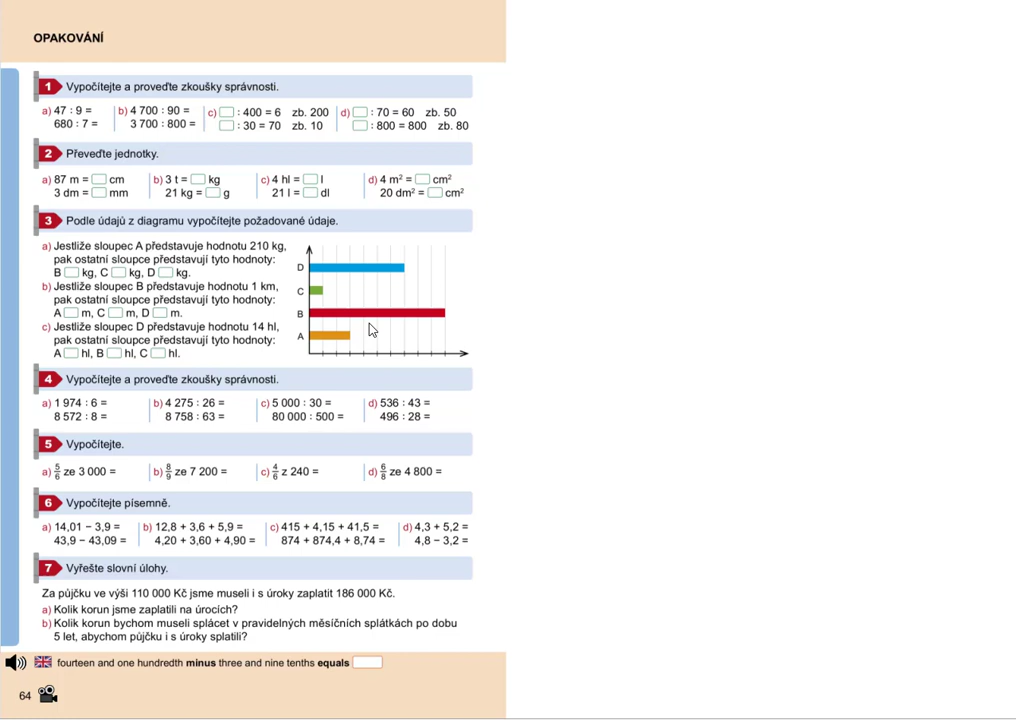 OPAKOVÁNÍ
1 Vypočítejte a proveďte zkoušky správnosti.
a) 47 : 9 = b) 4 700 : 90 = c) : 400 = 6 zb. 200 d) : 70 = 60 zb. 50
680 : 7 = 3 700 : 800 = : 30 = 70 zb. 10 : 800 = 800 zb. 80
2 Převeďte jednotky.
a) 87 m = cm b) 3 t = kg c) 4 hl = l d) 4 m² = cm²
3 dm = mm 21 kg = g 21 l = dl 20 dm² = cm²
3 Podle údajů z diagramu vypočítejte požadované údaje.
a) Jestliže sloupec A představuje hodnotu 210 kg,
pak ostatní sloupce představují tyto hodnoty:
B kg, C kg, D kg.
b) Jestliže sloupec B představuje hodnotu 1 km,
pak ostatní sloupce představují tyto hodnoty:
A m, C m, D m.
c) Jestliže sloupec D představuje hodnotu 14 hl,
pak ostatní sloupce představují tyto hodnoty:
A hl, B hl, C hl.
D
C
B
A
4 Vypočítejte a proveďte zkoušky správnosti.
a) 1 974 : 6 = b) 4 275 : 26 = c) 5 000 : 30 = d) 536 : 43 =
8 572 : 8 = 8 758 : 63 = 80 000 : 500 = 496 : 28 =
5 Vypočítejte.
a) 5/6 ze 3 000 = b) 8/9 ze 7 200 = c) 4/6 z 240 = d) 6/8 ze 4 800 =
6 Vypočítejte písemně.
a) 14,01 − 3,9 = b) 12,8 + 3,6 + 5,9 = c) 415 + 4,15 + 41,5 = d) 4,3 + 5,2 =
43,9 − 43,09 = 4,20 + 3,60 + 4,90 = 874 + 874,4 + 8,74 = 4,8 − 3,2 =
7 Vyřešte slovní úlohy.
Za půjčku ve výši 110 000 Kč jsme museli i s úroky zaplatit 186 000 Kč.
a) Kolik korun jsme zaplatili na úrocích?
b) Kolik korun bychom museli splácet v pravidelných měsíčních splátkách po dobu
5 let, abychom půjčku i s úroky splatili?
fourteen and one hundredth minus three and nine tenths equals
64